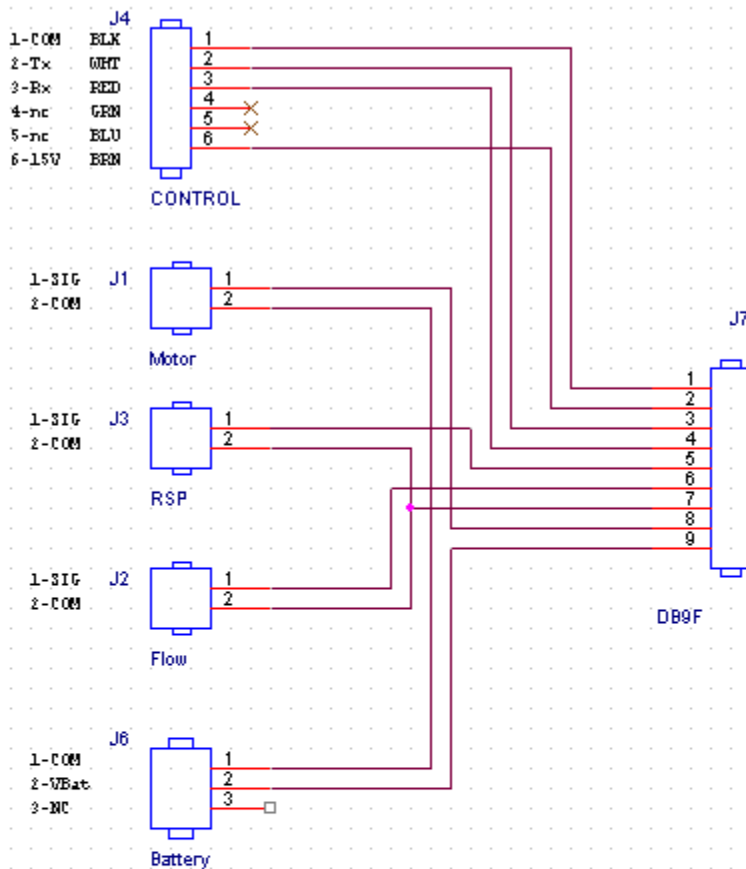 J4
1-COM BLK
2-Tx WHT
3-Rx RED
4-nc GRN
5-nc BLU
6-15V BRN
1
2
3
4
5
6
CONTROL
1-SIG J1
2-COM
1
2
Motor
1-SIG J3
2-COM
1
2
RSP
1-SIG J2
2-COM
1
2
Flow
J6
1-COM
2-VBat
3-NC
1
2
3
Battery
J7
1
2
3
4
5
6
7
8
9
DB9F